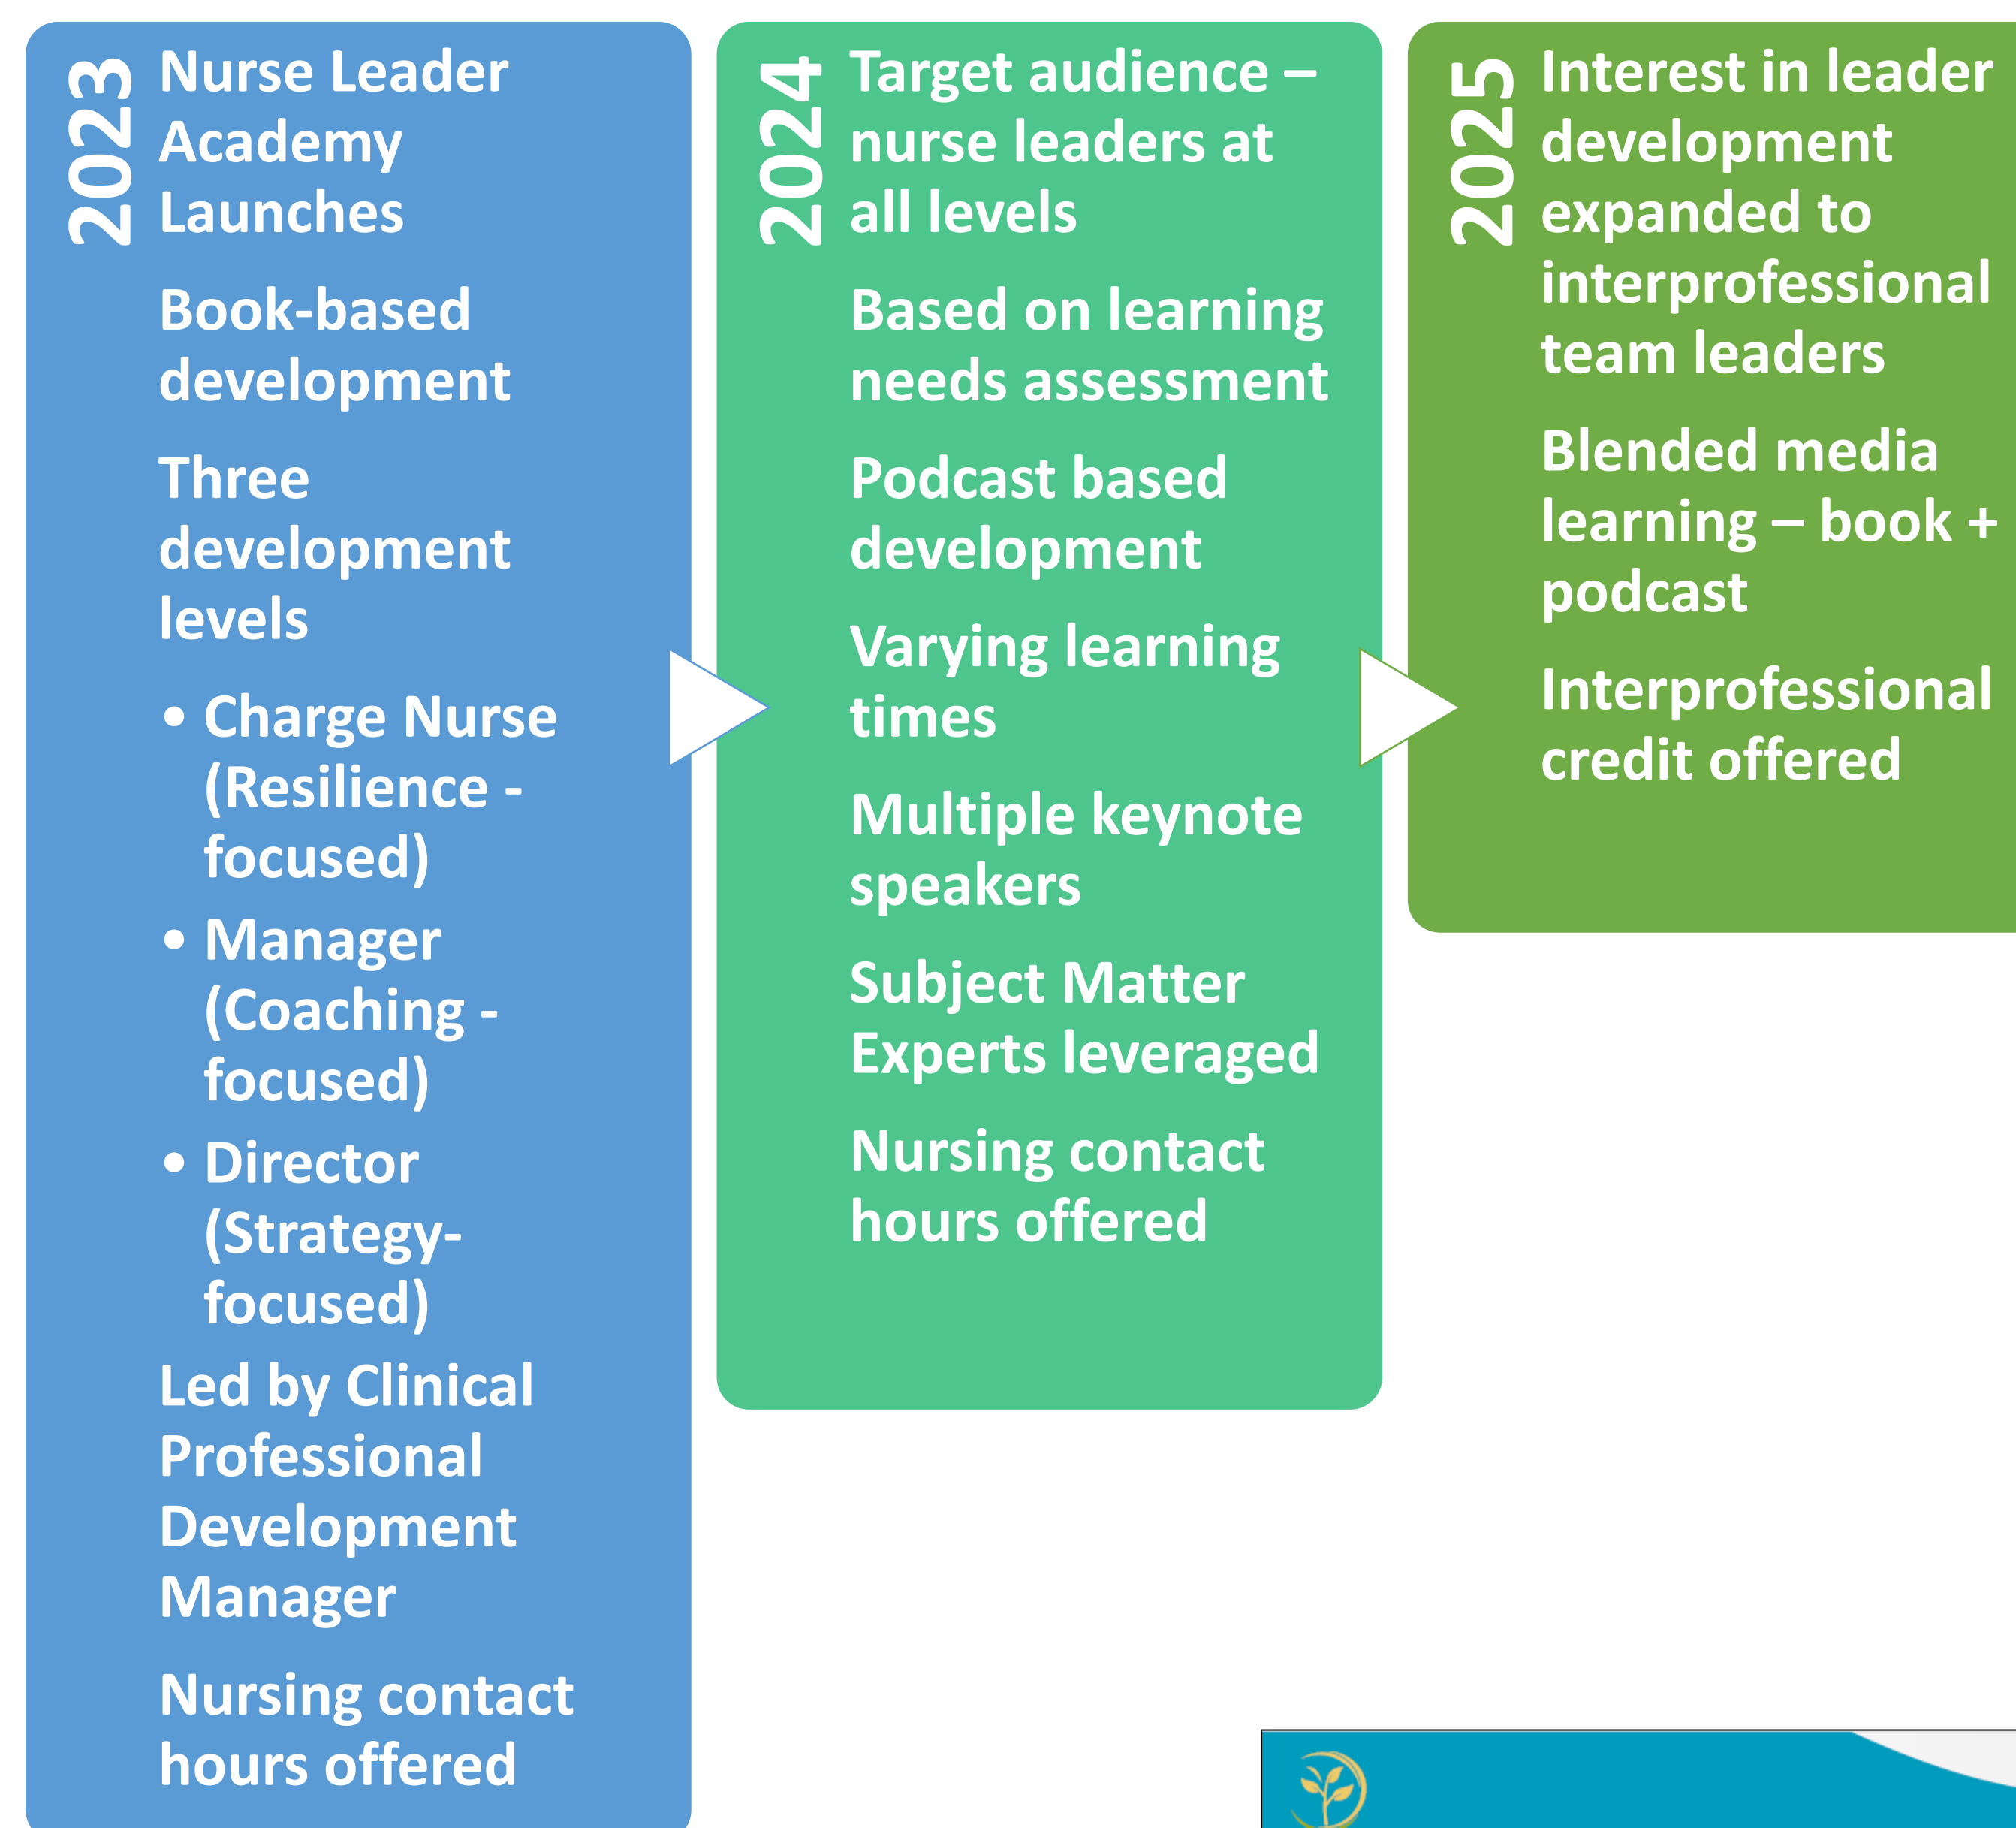 2023
Nurse Leader
Academy
Launches
Book-based
development
Three
development
levels
• Charge Nurse
(Resilience -
focused)
• Manager
(Coaching -
focused)
• Director
(Strategy-
focused)
Led by Clinical
Professional
Development
Manager
Nursing contact
hours offered
2024
Target audience –
nurse leaders at
all levels
Based on learning
needs assessment
Podcast based
development
Varying learning
times
Multiple keynote
speakers
Subject Matter
Experts leveraged
Nursing contact
hours offered
2025
Interest in leader
development
expanded to
interprofessional
team leaders
Blended media
learning – book +
podcast
Interprofessional
credit offered